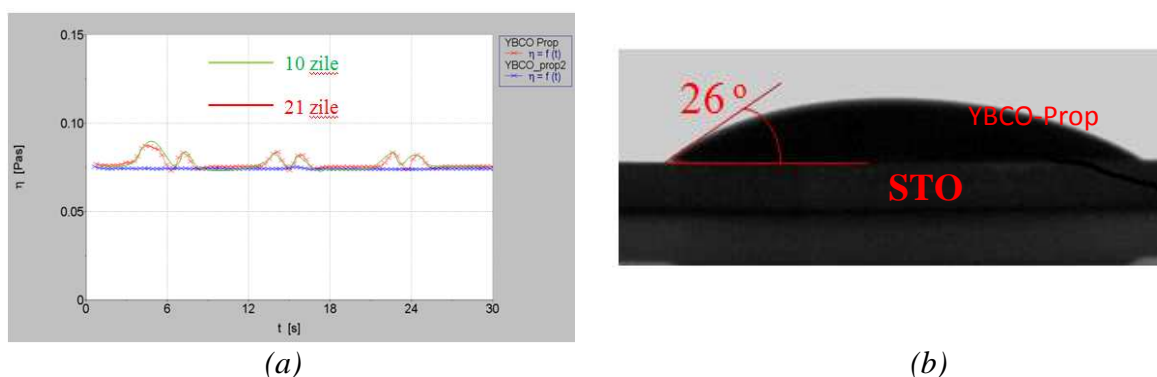 0.15
0.10
0.05
0
η [Pas]
10 zile
21 zile
0
6
12
18
24
30
t [s]
YBCO Prop
η = f (t)
YBCO_prop2
η = f (t)
(a)
26 o
YBCO-Prop
STO
(b)